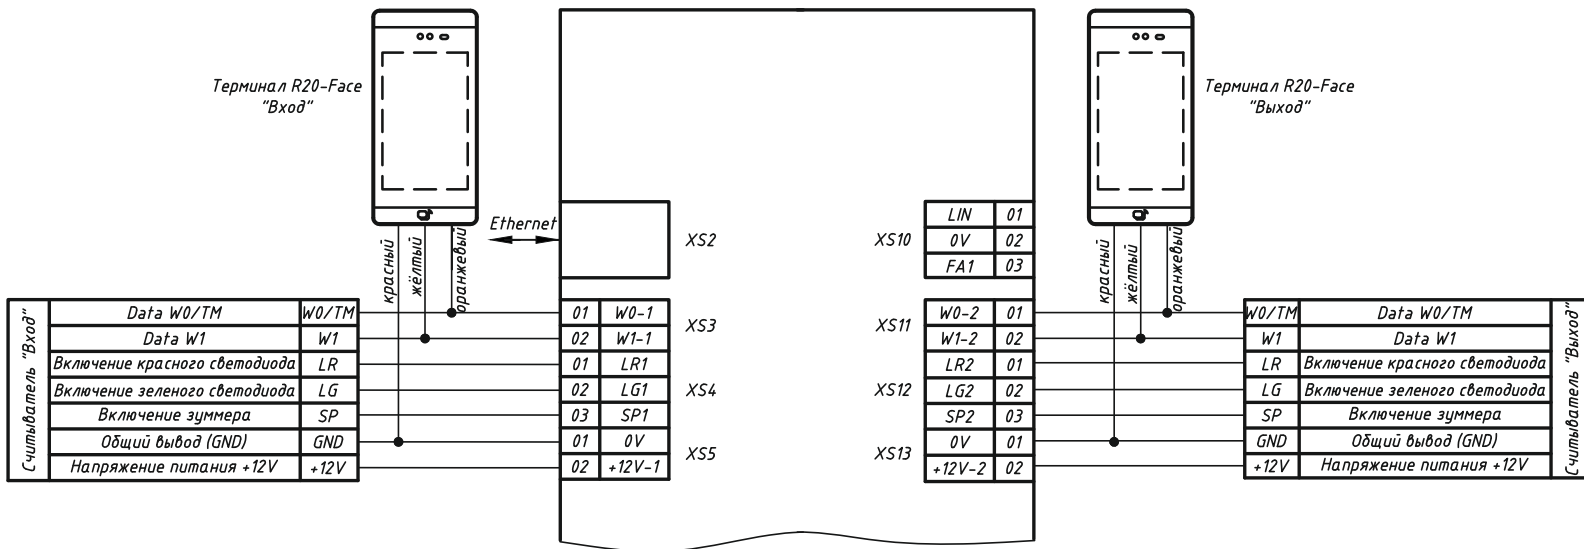 Терминал R20-Face
"Вход"
Терминал R20-Face
"Выход"
Ethernet
красный
жёлтый
оранжевый
XS2
XS10
LIN 01
0V 02
FA1 03
красный
жёлтый
оранжевый
Считыватель "Вход"
Data W0/TM W0/TM
Data W1 W1
Включение красного светодиода LR
Включение зеленого светодиода LG
Включение зуммера SP
Общий вывод (GND) GND
Напряжение питания +12V +12V
01 W0-1
02 W1-1
XS3
01 LR1
02 LG1
03 SP1
XS4
01 0V
02 +12V-1
XS5
XS11
W0-2 01
W1-2 02
XS12
LR2 01
LG2 02
SP2 03
XS13
0V 01
+12V-2 02
W0/TM Data W0/TM
W1 Data W1
LR Включение красного светодиода
LG Включение зеленого светодиода
SP Включение зуммера
GND Общий вывод (GND)
+12V Напряжение питания +12V
Считыватель "Выход"